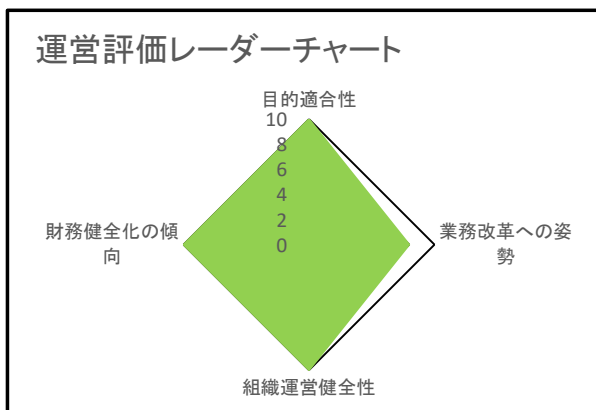 運営評価レーダーチャート
目的適合性
10
8
6
4
2
0
財務健全化の傾
向
業務改革への姿
勢
組織運営健全性